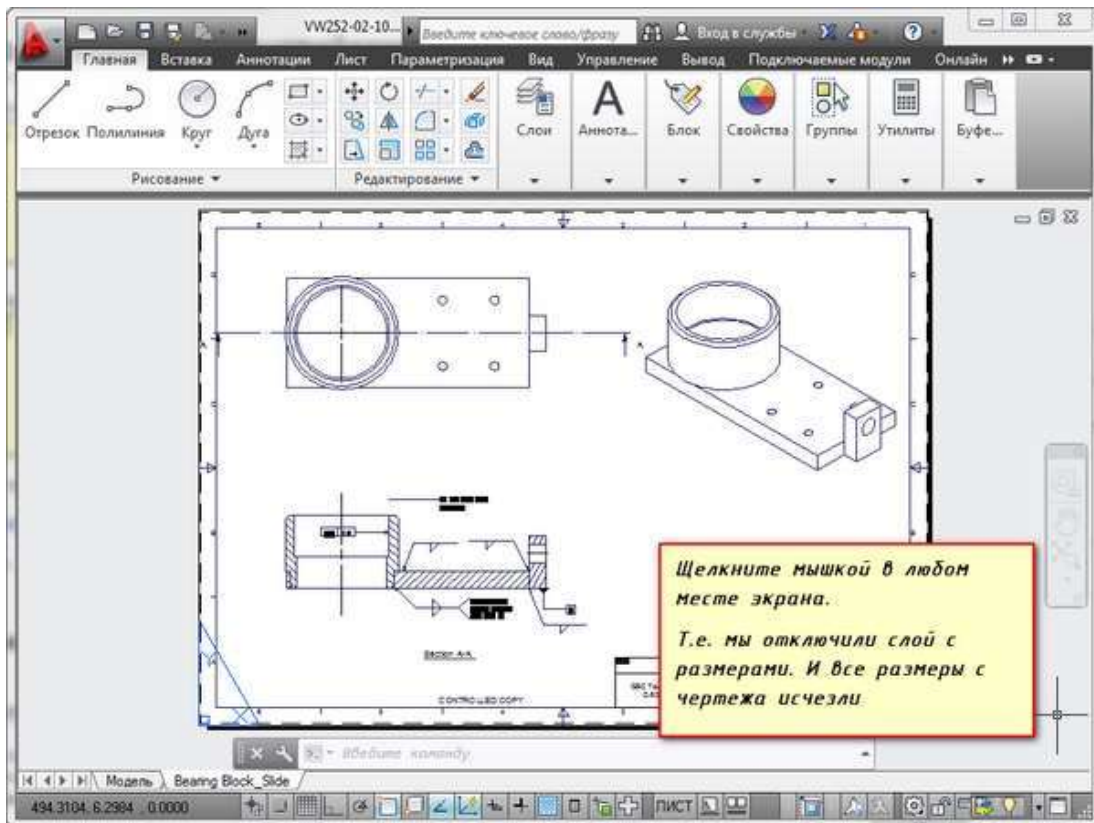 VW252-02-10...
Введите ключевое слово/фразу
Вход в службы
Главная Вставка Аннотации Лист Параметризация Вид Управление Вывод Подключаемые модули Онлайн
Отрезок Полилиния Круг Дуга
Слои Аннота... Блок Свойства Группы Утилиты Буфе...
Рисование Редактирование
A A
Section A-A
CONTROLLED COPY
Щелкните мышкой в любом
месте экрана.
Т.е. мы отключили слой с
размерами. И все размеры с
чертежа исчезли
Введите команду
Модель Bearing Block_Slide
494.3104, 6.2984 , 0.0000 ЛИСТ